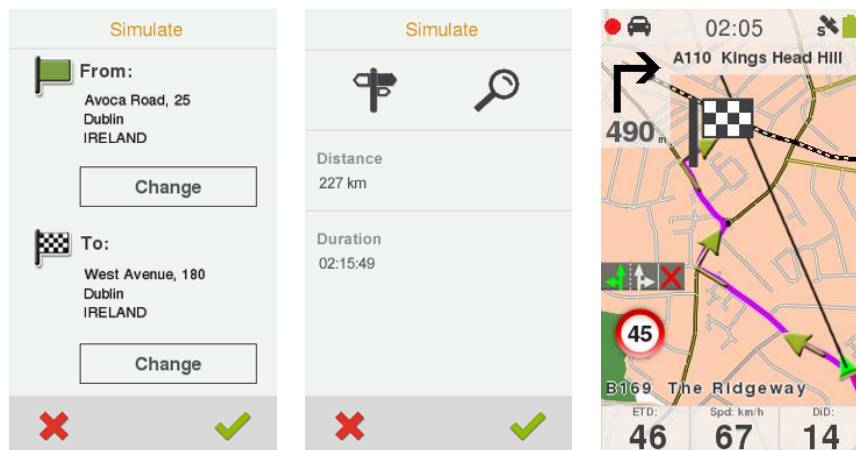 Simulate
From:
Avoca Road, 25
Dublin
IRELAND
Change
To:
West Avenue, 180
Dublin
IRELAND
Change
Simulate
Distance
227 km
Duration
02:15:49
02:05
S
A110 Kings Head Hill
490 m
45
B169 The Ridgeway
ETD: Spd: km/h DiD:
46 67 14